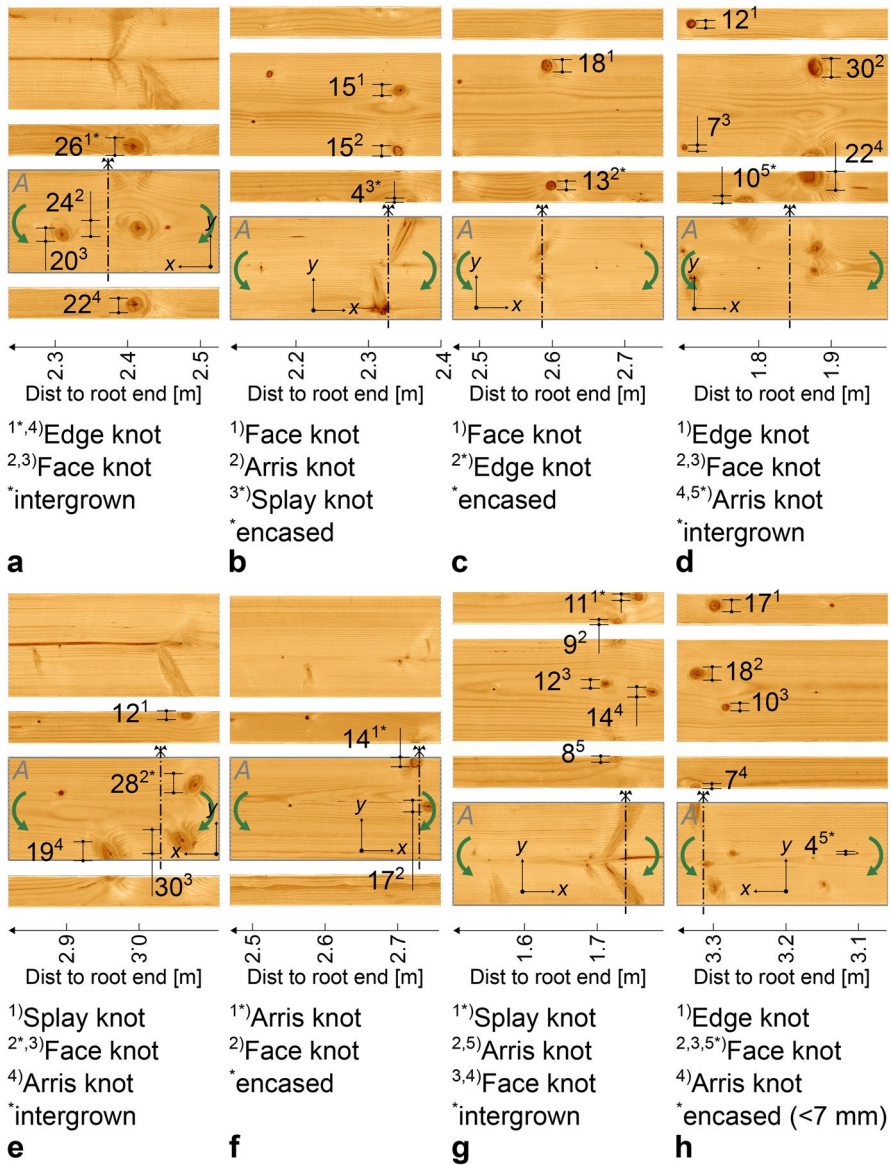 26¹*
A
24²
20³
y
x
22⁴
2.3 2.4 2.5
Dist to root end [m]
¹*,⁴⁾Edge knot
²,³⁾Face knot
*intergrown
a
15¹
15²
4³*
A
y
x
2.2 2.3 2.4
Dist to root end [m]
¹⁾Face knot
²⁾Arris knot
³*⁾Splay knot
*encased
b
18¹
13²*
A
y
x
2.5 2.6 2.7
Dist to root end [m]
¹⁾Face knot
²*⁾Edge knot
*encased
c
12¹
30²
7³
22⁴
10⁵*
A
y
x
1.8 1.9
Dist to root end [m]
¹⁾Edge knot
²,³⁾Face knot
⁴,⁵*⁾Arris knot
*intergrown
d
12¹
A
28²*
y
19⁴
x
30³
2.9 3.0
Dist to root end [m]
¹⁾Splay knot
²*,³⁾Face knot
⁴⁾Arris knot
*intergrown
e
14¹*
A
y
x
17²
2.5 2.6 2.7
Dist to root end [m]
¹*⁾Arris knot
²⁾Face knot
*encased
f
11¹*
9²
12³
14⁴
8⁵
A
y
x
1.6 1.7
Dist to root end [m]
¹*⁾Splay knot
²,⁵⁾Arris knot
³,⁴⁾Face knot
*intergrown
g
17¹
18²
10³
7⁴
A
4⁵*
y
x
3.3 3.2 3.1
Dist to root end [m]
¹⁾Edge knot
²,³,⁵*⁾Face knot
⁴⁾Arris knot
*encased (<7 mm)
h